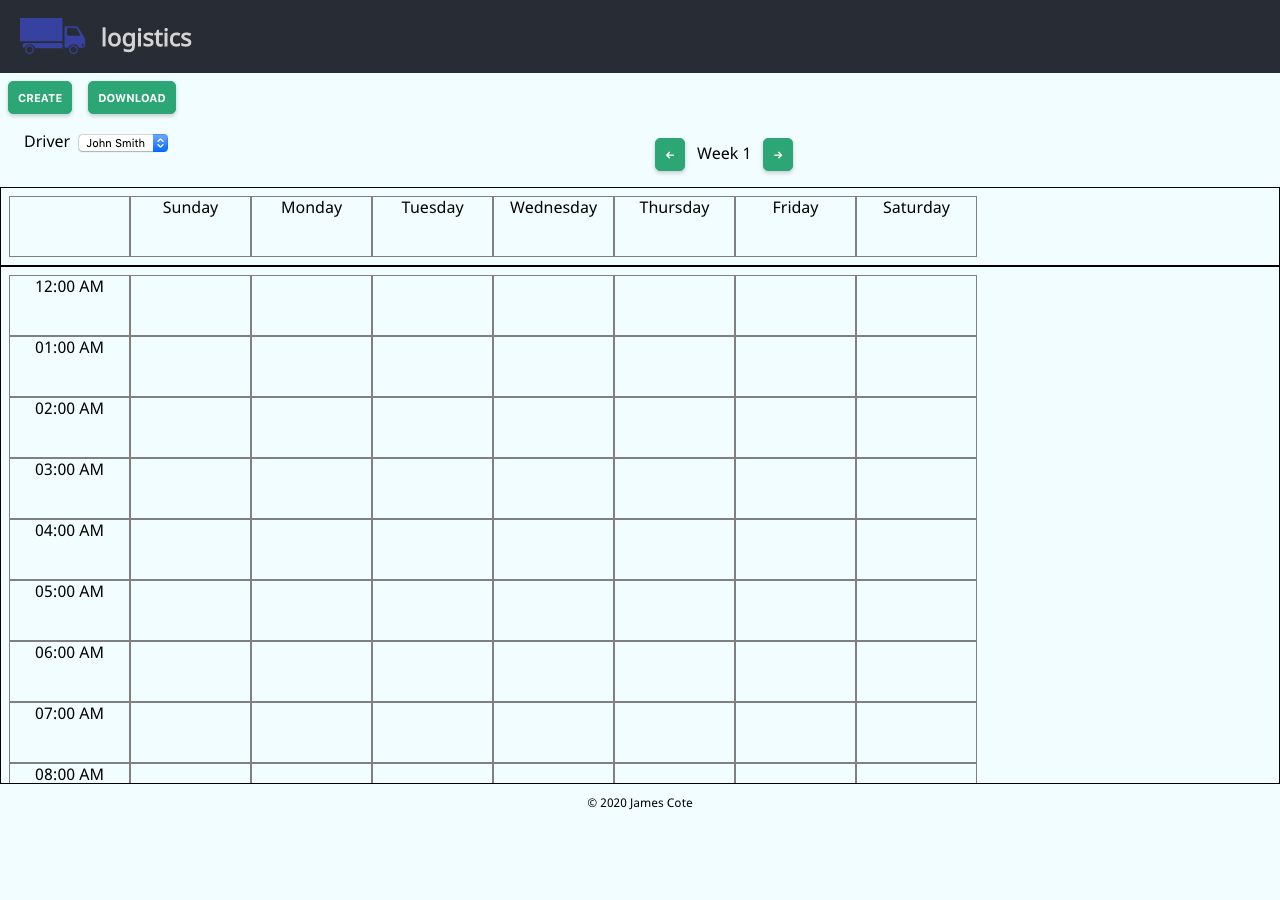 logistics
CREATE DOWNLOAD
Driver John Smith ← Week 1 →
Sunday Monday Tuesday Wednesday Thursday Friday Saturday
12:00 AM
01:00 AM
02:00 AM
03:00 AM
04:00 AM
05:00 AM
06:00 AM
07:00 AM
08:00 AM
© 2020 James Cote